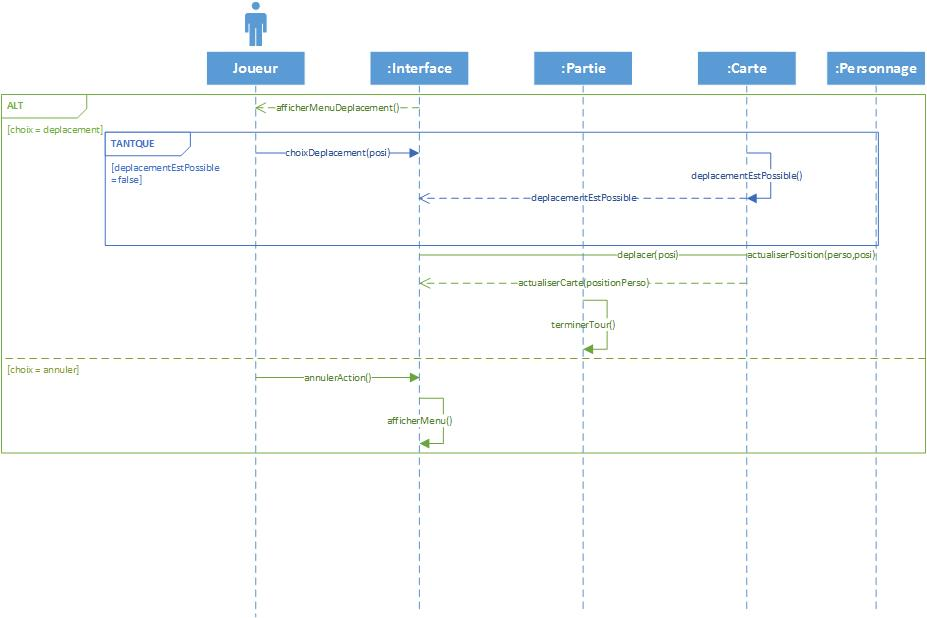 Joueur
:Interface
:Partie
:Carte
:Personnage
ALT
afficherMenuDeplacement()
[choix = deplacement]
TANTQUE
choixDeplacement(posi)
[deplacementEstPossible
= false]
deplacementEstPossible()
deplacementEstPossible
deplacer(posi)
actualiserPosition(perso,posi)
actualiserCarte(positionPerso)
terminerTour()
[choix = annuler]
annulerAction()
afficherMenu()